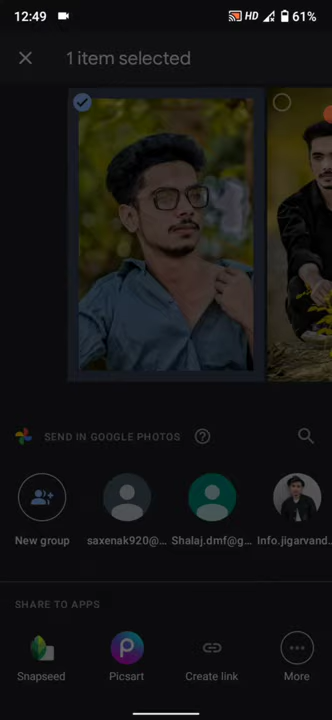 12:49 HD 61%
1 item selected
SEND IN GOOGLE PHOTOS
New group saxenak920@... Shalaj.dmf@g... Info.jigarvand...
SHARE TO APPS
Snapseed Picsart Create link More